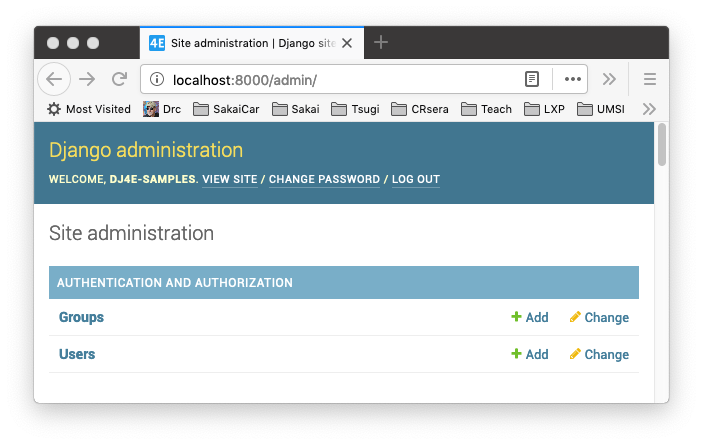 4E Site administration | Django site
localhost:8000/admin/
Most Visited Drc SakaiCar Sakai Tsugi CRsera Teach LXP UMSI
Django administration
WELCOME, DJ4E-SAMPLES. VIEW SITE / CHANGE PASSWORD / LOG OUT
Site administration
AUTHENTICATION AND AUTHORIZATION
Groups Add Change
Users Add Change